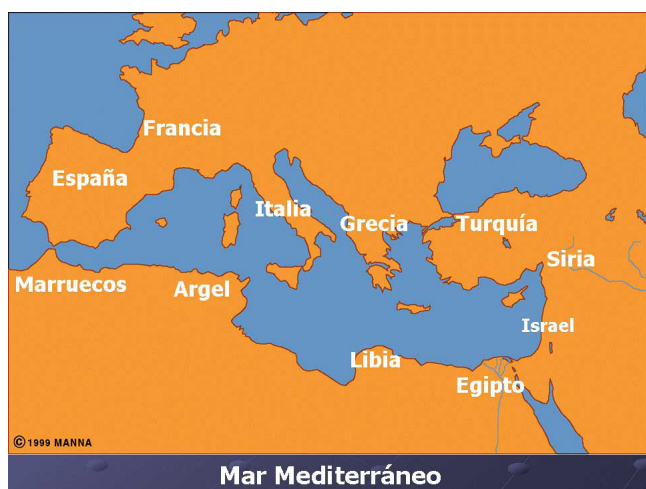 Francia
España
Italia
Grecia
Turquía
Siria
Marruecos
Argel
Israel
Libia
Egipto
© 1999 MANNA
Mar Mediterráneo